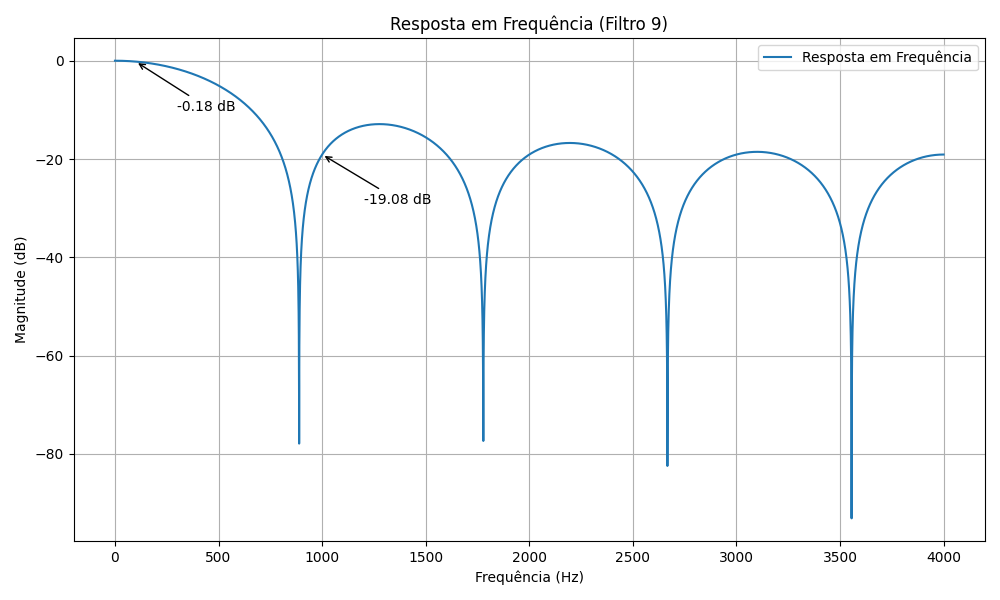 Resposta em Frequência (Filtro 9)
Resposta em Frequência
0
−20
−40
−60
−80
-0.18 dB
-19.08 dB
Magnitude (dB)
0
500
1000
1500
2000
2500
3000
3500
4000
Frequência (Hz)